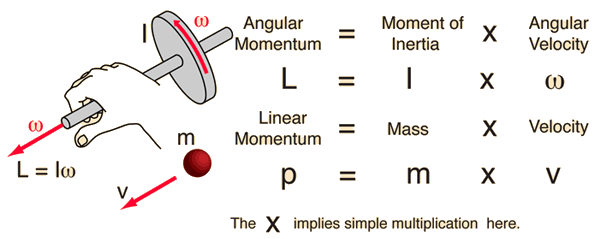 I
ω
ω
L = Iω
m
v
Angular Momentum = Moment of Inertia X Angular Velocity
L = I x ω
Linear Momentum = Mass X Velocity
p = m x v
The X implies simple multiplication here.